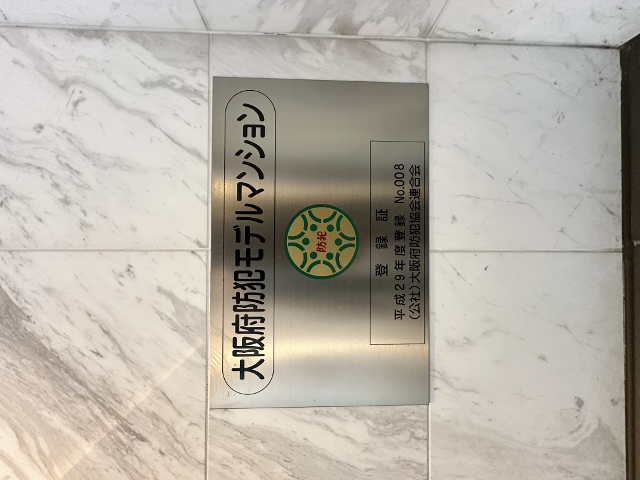 大阪府防犯モデルマンション
防犯
登録証
平成29年度登録 No.008
(公社)大阪府防犯協会連合会